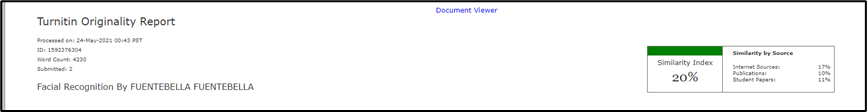 Document Viewer
Turnitin Originality Report
Processed on: 24-May-2021 00:43 PST
ID: 1592376304
Word Count: 4230
Submitted: 2
Facial Recognition By FUENTEBELLA FUENTEBELLA
Similarity Index
20%
Similarity by Source
Internet Sources: 17%
Publications: 10%
Student Papers: 11%